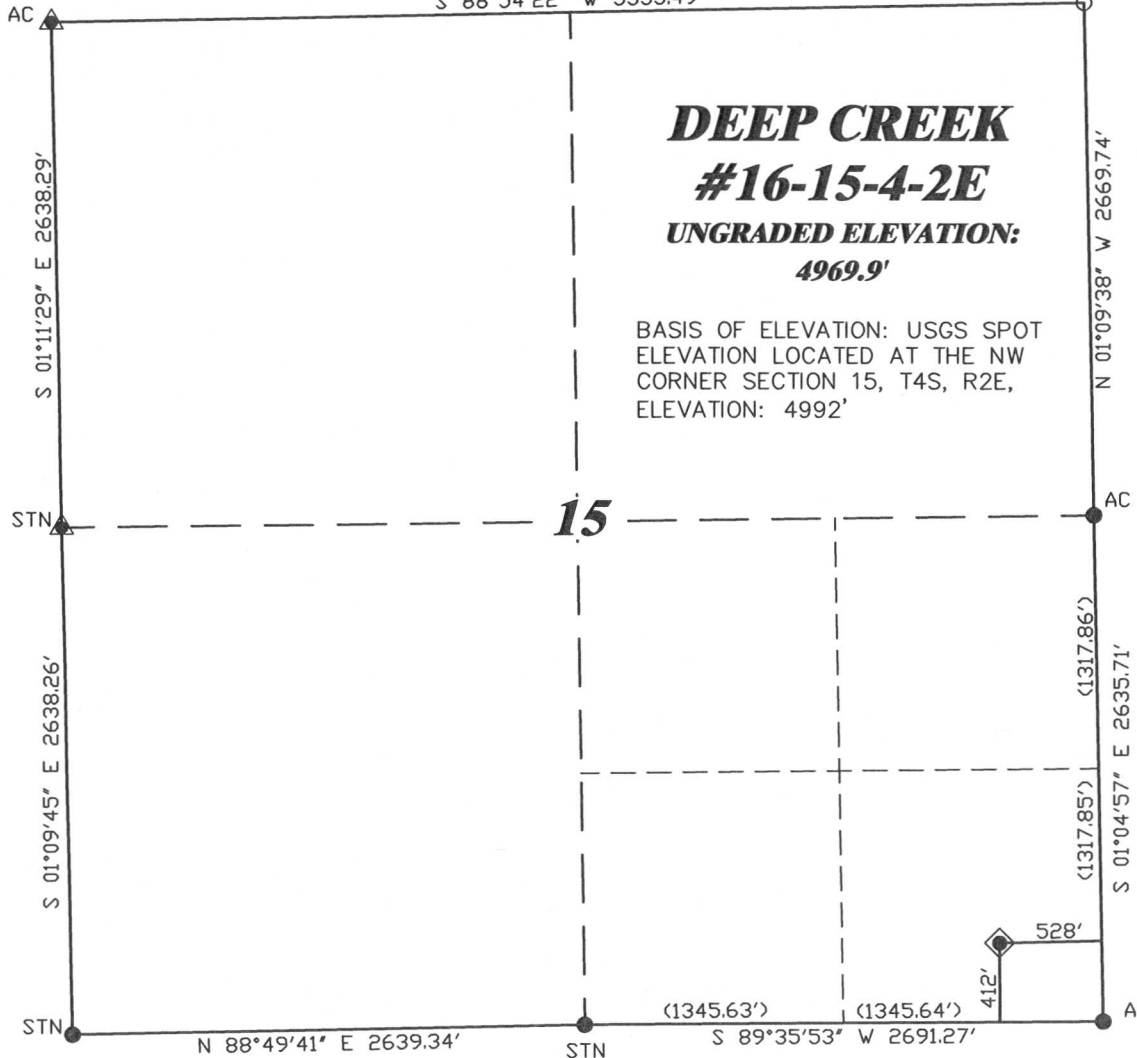 AC
DEEP CREEK
#16-15-4-2E
UNGRADED ELEVATION:
4969.9'
S 01°11'29" E 2638.29'
N 01°09'38" W 2669.74'
BASIS OF ELEVATION: USGS SPOT
ELEVATION LOCATED AT THE NW
CORNER SECTION 15, T4S, R2E,
ELEVATION: 4992'
STN
15
AC
S 01°09'45" E 2638.26'
(1317.86')
S 01°04'57" E 2635.71'
(1317.85')
528'
412'
(1345.63')
(1345.64')
STN
N 88°49'41" E 2639.34'
STN
S 89°35'53" W 2691.27'